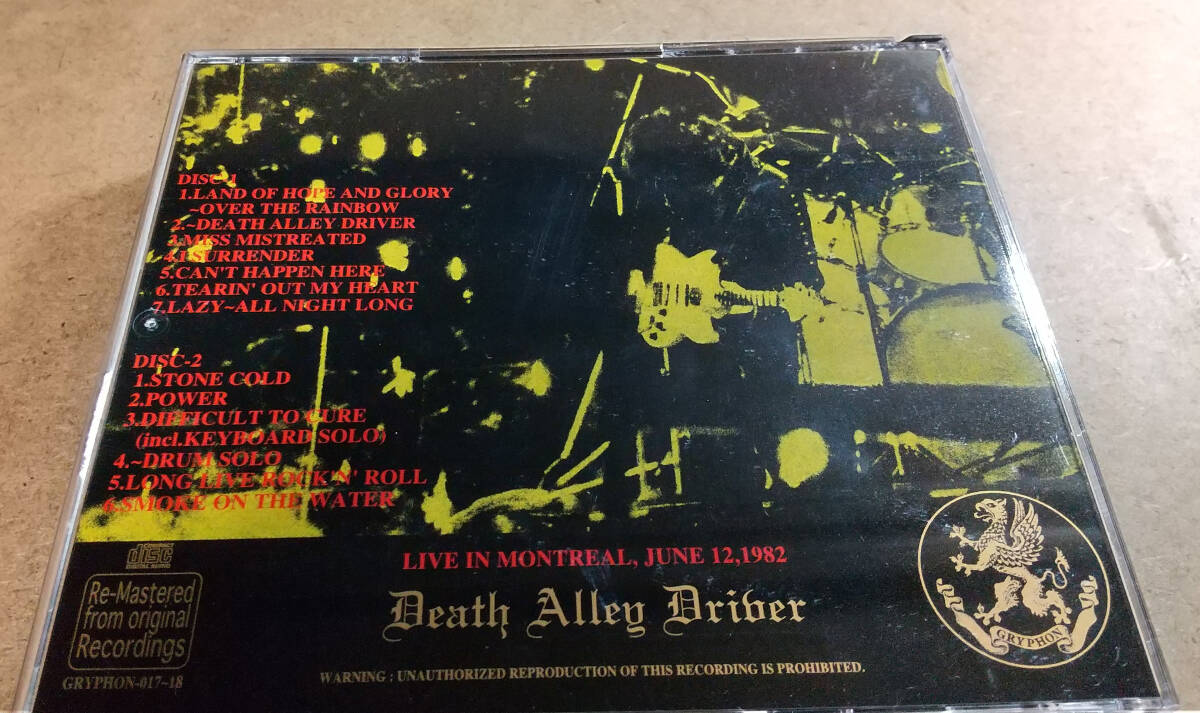 DISC-1
1.LAND OF HOPE AND GLORY
~OVER THE RAINBOW
2.~DEATH ALLEY DRIVER
3.MISS MISTREATED
4.I SURRENDER
5.CAN'T HAPPEN HERE
6.TEARIN' OUT MY HEART
7.LAZY~ALL NIGHT LONG
DISC-2
1.STONE COLD
2.POWER
3.DIFFICULT TO CURE
(incl.KEYBOARD SOLO)
4.~DRUM SOLO
5.LONG LIVE ROCK'N' ROLL
6.SMOKE ON THE WATER
LIVE IN MONTREAL, JUNE 12,1982
Death Alley Driver
WARNING : UNAUTHORIZED REPRODUCTION OF THIS RECORDING IS PROHIBITED.
COMPACT
disc
DIGITAL AUDIO
Re-Mastered
from original
Recordings
GRYPHON-017~18
GRYPHON